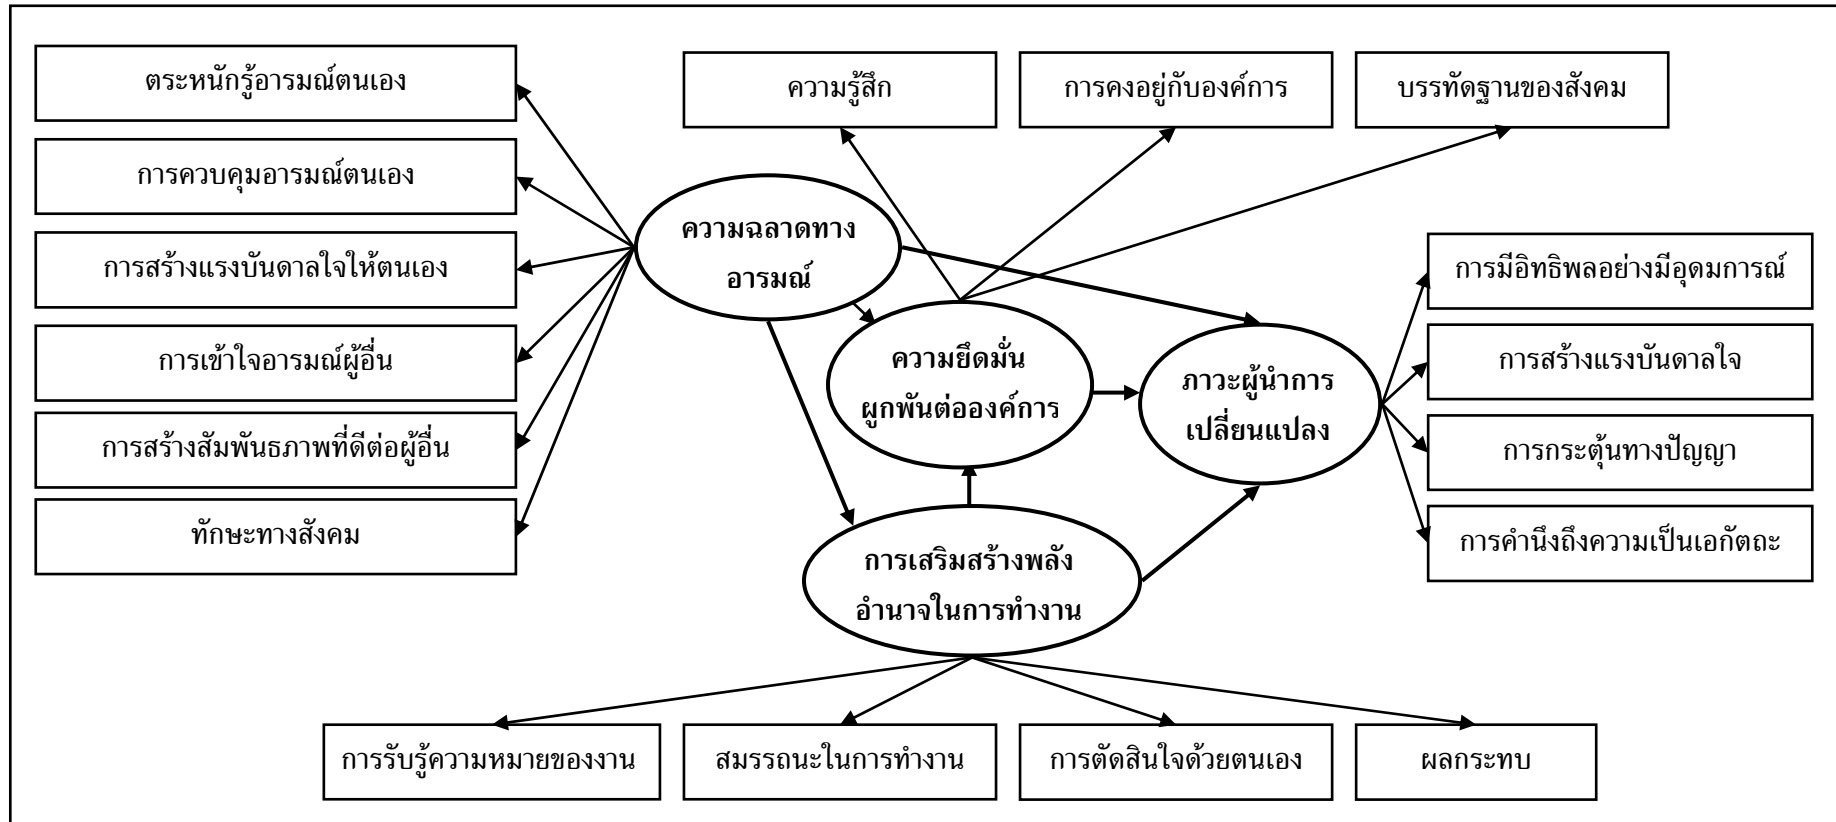 ตระหนักรู้อารมณ์ตนเอง
การควบคุมอารมณ์ตนเอง
การสร้างแรงบันดาลใจให้ตนเอง
การเข้าใจอารมณ์ผู้อื่น
การสร้างสัมพันธภาพที่ดีต่อผู้อื่น
ทักษะทางสังคม
ความรู้สึก
การคงอยู่กับองค์การ
บรรทัดฐานของสังคม
ความฉลาดทาง
อารมณ์
ความยึดมั่น
ผูกพันต่อองค์การ
ภาวะผู้นำการ
เปลี่ยนแปลง
การเสริมสร้างพลัง
อำนาจในการทำงาน
การมีอิทธิพลอย่างมีอุดมการณ์
การสร้างแรงบันดาลใจ
การกระตุ้นทางปัญญา
การคำนึงถึงความเป็นเอกัตถะ
การรับรู้ความหมายของงาน
สมรรถนะในการทำงาน
การตัดสินใจด้วยตนเอง
ผลกระทบ